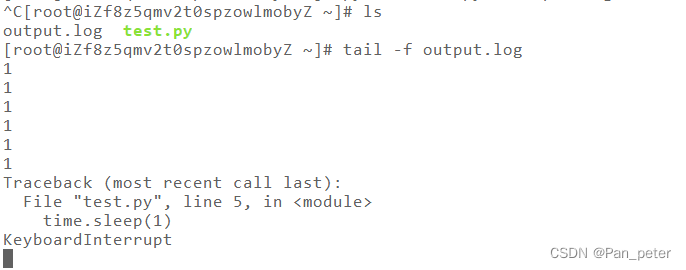 ^C[root@iZf8z5qmv2t0spzowlmobyZ ~]# ls
output.log  test.py
[root@iZf8z5qmv2t0spzowlmobyZ ~]# tail -f output.log
1
1
1
1
1
1
Traceback (most recent call last):
  File "test.py", line 5, in <module>
    time.sleep(1)
KeyboardInterrupt
CSDN @Pan_peter